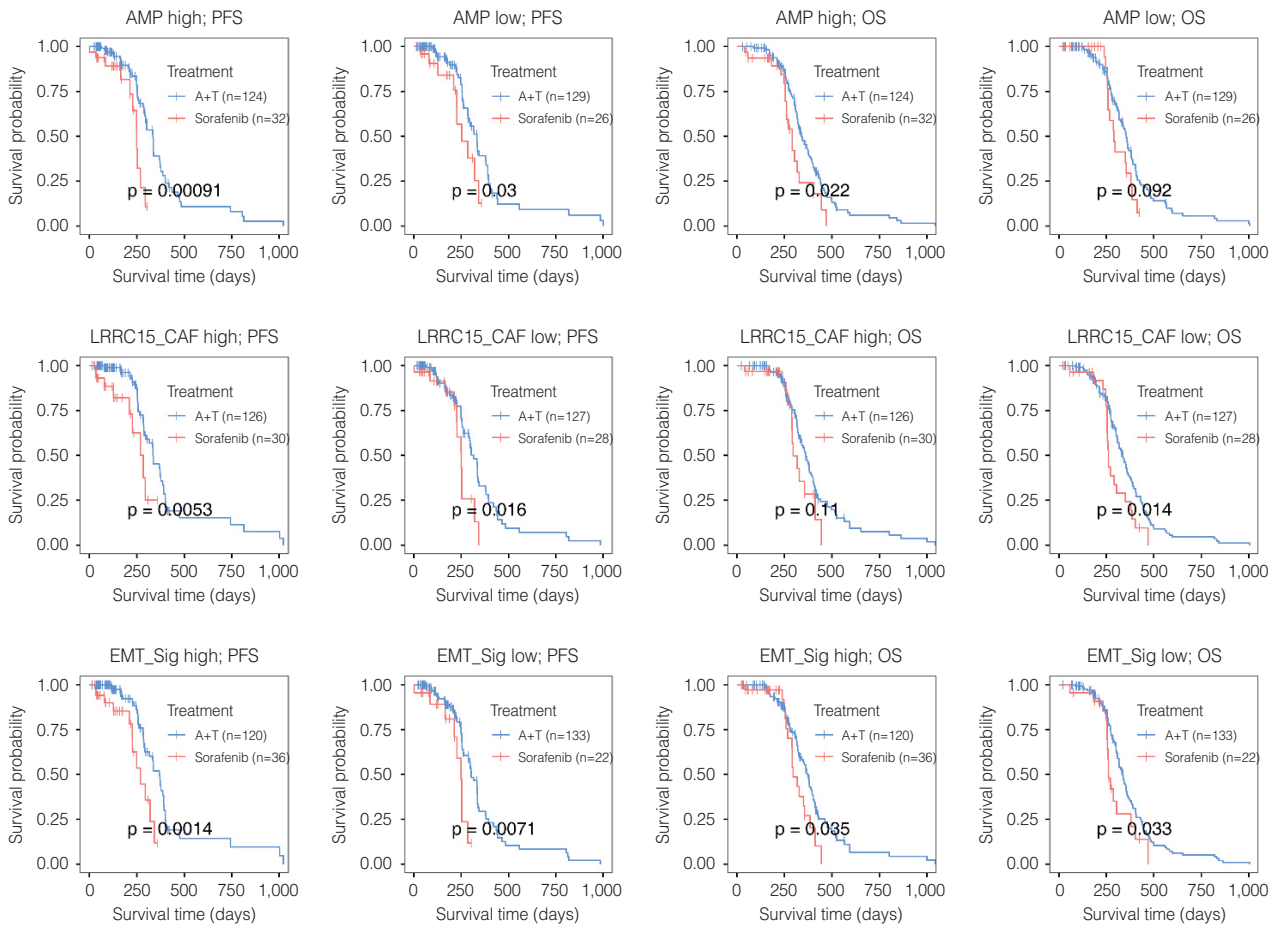 AMP high; PFS
Survival probability
1.00
0.75
0.50
0.25
0.00
Treatment
A+T (n=124)
Sorafenib (n=32)
p = 0.00091
0 250 500 750 1,000
Survival time (days)
AMP low; PFS
Survival probability
1.00
0.75
0.50
0.25
0.00
Treatment
A+T (n=129)
Sorafenib (n=26)
p = 0.03
0 250 500 750 1,000
Survival time (days)
AMP high; OS
Survival probability
1.00
0.75
0.50
0.25
0.00
Treatment
A+T (n=124)
Sorafenib (n=32)
p = 0.022
0 250 500 750 1,000
Survival time (days)
AMP low; OS
Survival probability
1.00
0.75
0.50
0.25
0.00
Treatment
A+T (n=129)
Sorafenib (n=26)
p = 0.092
0 250 500 750 1,000
Survival time (days)
LRRC15_CAF high; PFS
Survival probability
1.00
0.75
0.50
0.25
0.00
Treatment
A+T (n=126)
Sorafenib (n=30)
p = 0.0053
0 250 500 750 1,000
Survival time (days)
LRRC15_CAF low; PFS
Survival probability
1.00
0.75
0.50
0.25
0.00
Treatment
A+T (n=127)
Sorafenib (n=28)
p = 0.016
0 250 500 750 1,000
Survival time (days)
LRRC15_CAF high; OS
Survival probability
1.00
0.75
0.50
0.25
0.00
Treatment
A+T (n=126)
Sorafenib (n=30)
p = 0.11
0 250 500 750 1,000
Survival time (days)
LRRC15_CAF low; OS
Survival probability
1.00
0.75
0.50
0.25
0.00
Treatment
A+T (n=127)
Sorafenib (n=28)
p = 0.014
0 250 500 750 1,000
Survival time (days)
EMT_Sig high; PFS
Survival probability
1.00
0.75
0.50
0.25
0.00
Treatment
A+T (n=120)
Sorafenib (n=36)
p = 0.0014
0 250 500 750 1,000
Survival time (days)
EMT_Sig low; PFS
Survival probability
1.00
0.75
0.50
0.25
0.00
Treatment
A+T (n=133)
Sorafenib (n=22)
p = 0.0071
0 250 500 750 1,000
Survival time (days)
EMT_Sig high; OS
Survival probability
1.00
0.75
0.50
0.25
0.00
Treatment
A+T (n=120)
Sorafenib (n=36)
p = 0.035
0 250 500 750 1,000
Survival time (days)
EMT_Sig low; OS
Survival probability
1.00
0.75
0.50
0.25
0.00
Treatment
A+T (n=133)
Sorafenib (n=22)
p = 0.033
0 250 500 750 1,000
Survival time (days)